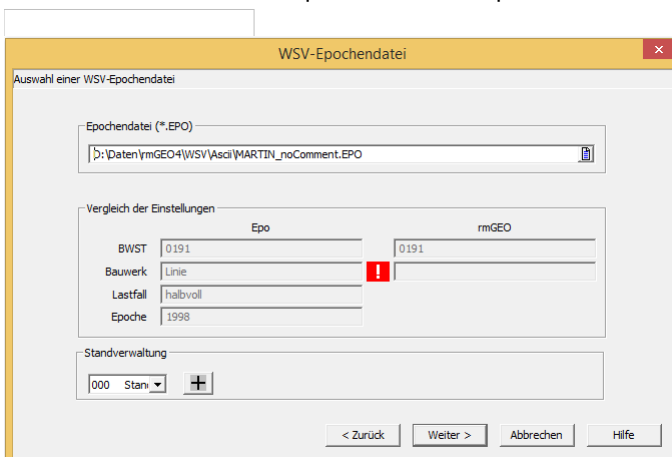 WSV-Epochendatei
Auswahl einer WSV-Epochendatei
Epochendatei (*.EPO)
D:\Daten\rmGEO4\WSV\Ascii\MARTIN_noComment.EPO
Vergleich der Einstellungen
Epo rmGEO
BWST 0191 0191
Bauwerk Linie !
Lastfall halbvoll
Epoche 1998
Standverwaltung
000 Stan
+
< Zurück Weiter > Abbrechen Hilfe